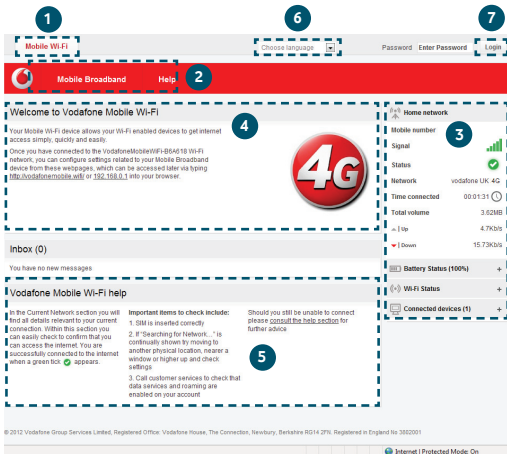 1
6
7
Mobile Wi-Fi
Choose language
Password Enter Password Login
Mobile Broadband Help
2
Welcome to Vodafone Mobile Wi-Fi
4
Your Mobile Wi-Fi device allows your Wi-Fi enabled devices to get internet
access simply, quickly and easily.
Once you have connected to the VodafoneMobileWiFi-B6A618 Wi-Fi
network, you can configure settings related to your Mobile Broadband
device from these webpages, which can be accessed later via typing
http://vodafonemobile.wifi/ or 192.168.0.1 into your browser.
4G
Inbox (0)
You have no new messages
Vodafone Mobile Wi-Fi help
In the Current Network section you will
find all details relevant to your current
connection. Within this section you
can easily check to confirm that you
can access the internet. You are
successfully connected to the internet
when a green tick appears.
Important items to check include:
1. SIM is inserted correctly
2. If "Searching for Network..." is
continually shown try moving to
another physical location, nearer a
window or higher up and check
settings
3. Call customer services to check that
data services and roaming are
enabled on your account
Should you still be unable to connect
please consult the help section for
further advice
5
Home network
Mobile number
3
Signal
Status
Network vodafone UK 4G
Time connected 00:01:31
Total volume 3.62MB
| Up 4.7Kb/s
| Down 15.73Kb/s
Battery Status (100%) +
Wi-Fi Status +
Connected devices (1) +
© 2012 Vodafone Group Services Limited, Registered Office: Vodafone House, The Connection, Newbury, Berkshire RG14 2FN. Registered in England No 3802001
Internet | Protected Mode: On